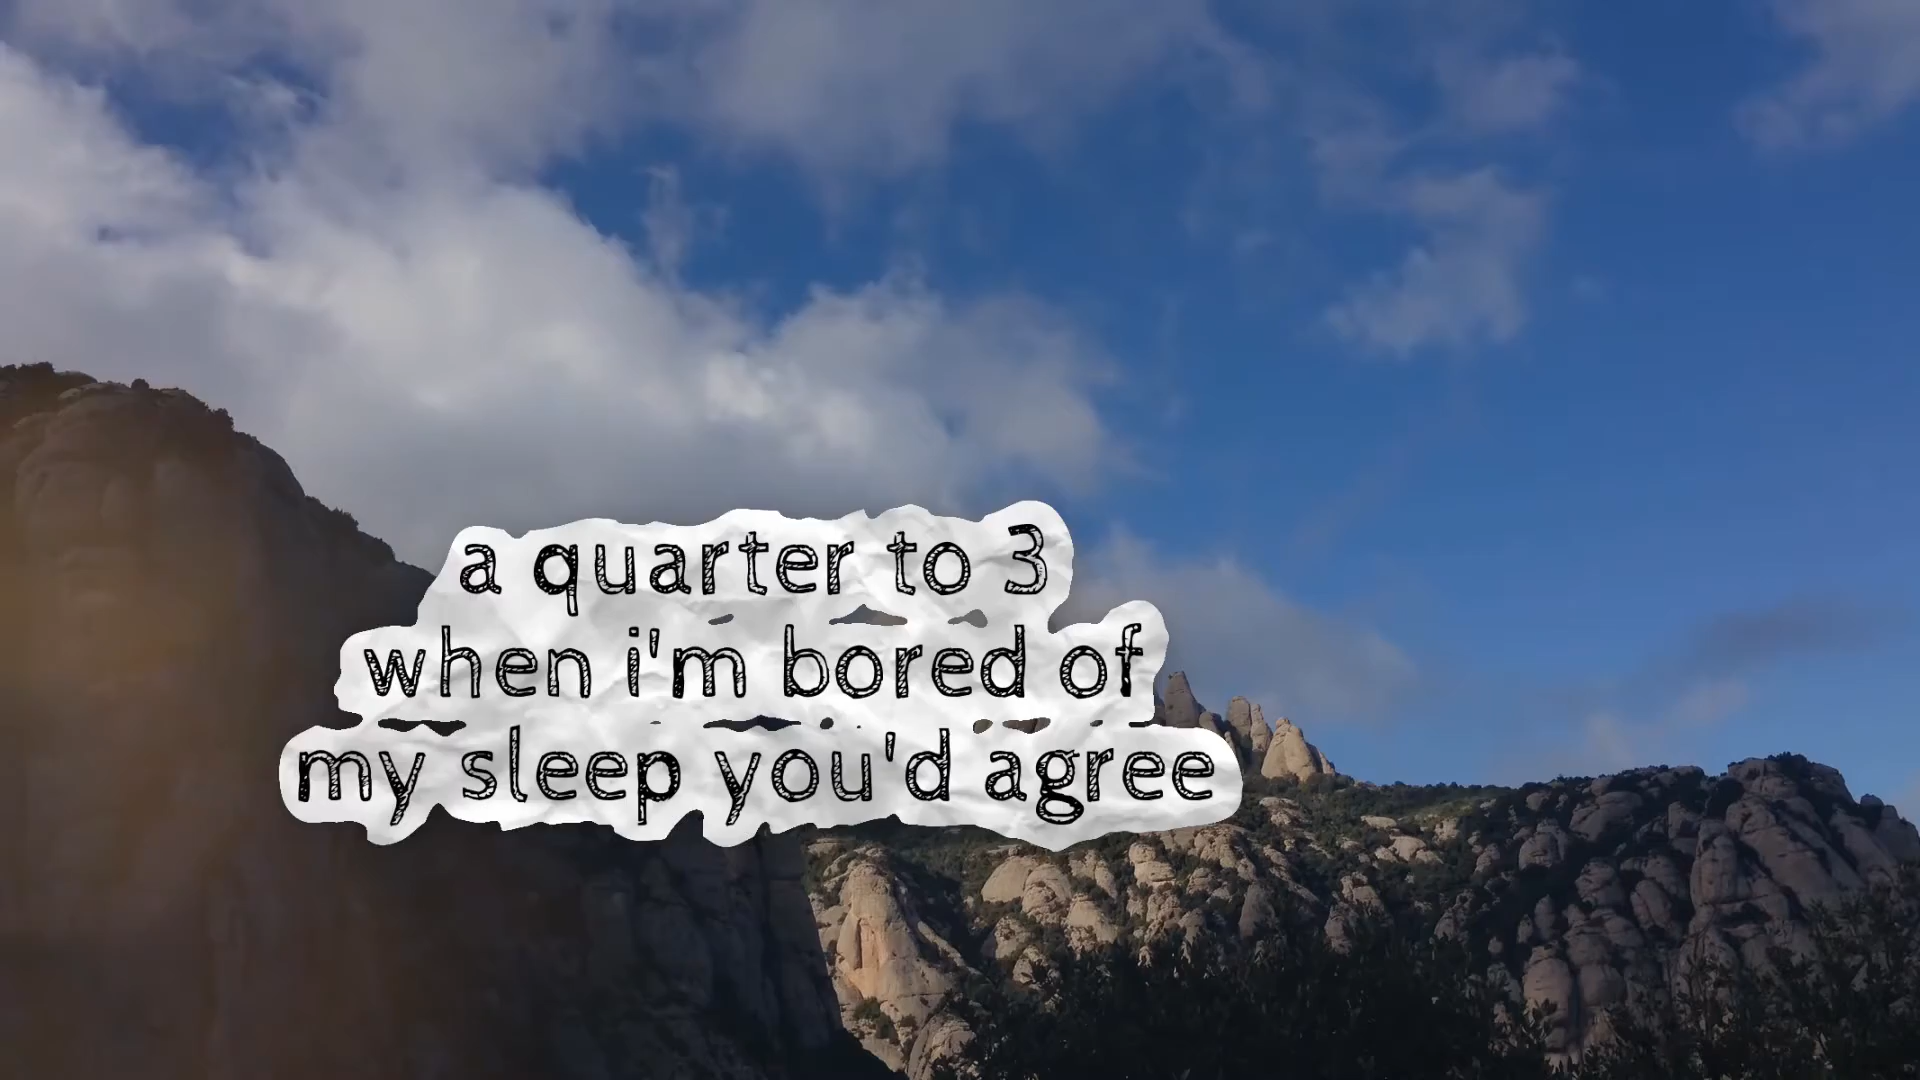 a quarter to 3
when i'm bored of
my sleep you'd agree